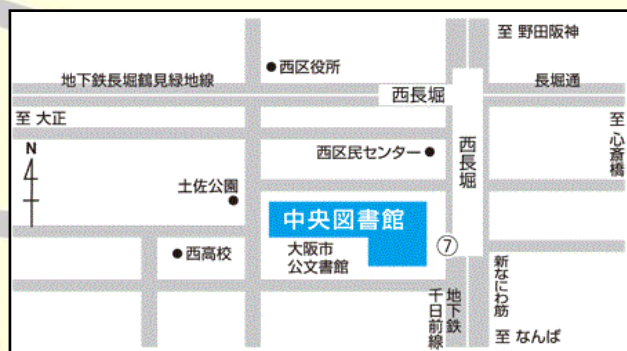 至 野田阪神
西区役所
地下鉄長堀鶴見緑地線
西長堀
長堀通
至 大正
至 心斎橋
N
西区民センター
西長堀
土佐公園
中央図書館
大阪市
公文書館
⑦
西高校
新なにわ筋
地下鉄
千日前線
至 なんば